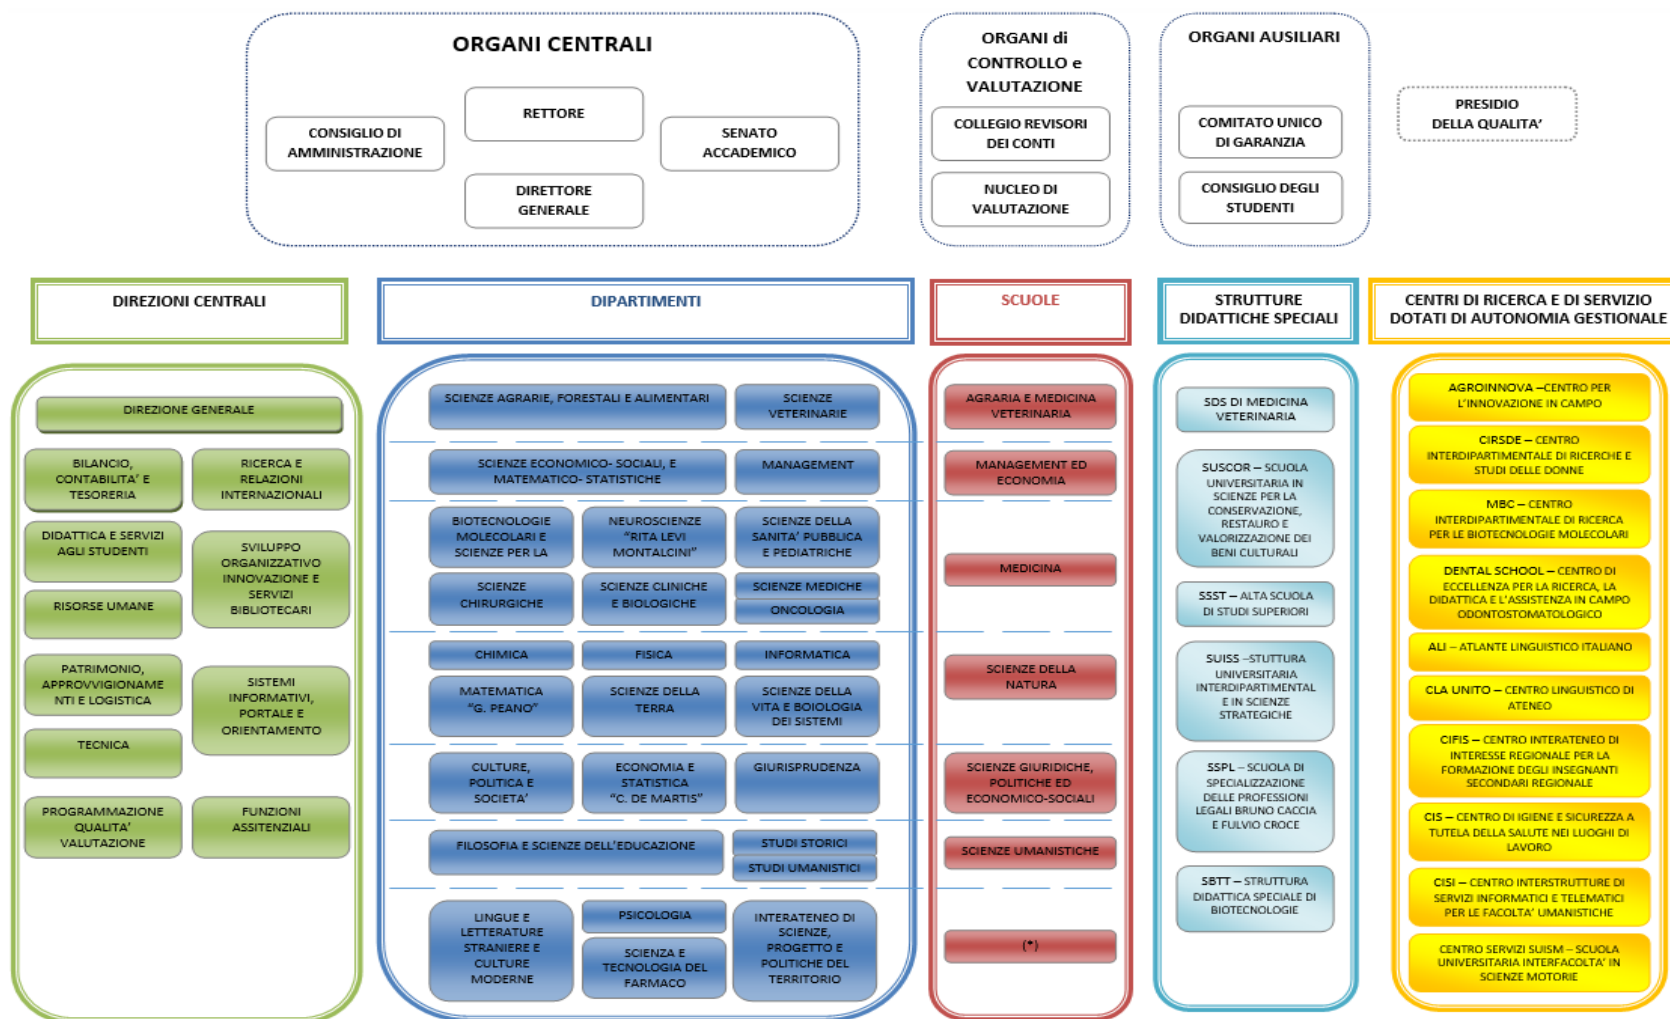 ORGANI CENTRALI
CONSIGLIO DI
AMMINISTRAZIONE
RETTORE
SENATO
ACCADEMICO
DIRETTORE
GENERALE
ORGANI di
CONTROLLO e
VALUTAZIONE
COLLEGIO REVISORI
DEI CONTI
NUCLEO DI
VALUTAZIONE
ORGANI AUSILIARI
COMITATO UNICO
DI GARANZIA
CONSIGLIO DEGLI
STUDENTI
PRESIDIO
DELLA QUALITA’
DIREZIONI CENTRALI
DIREZIONE GENERALE
BILANCIO,
CONTABILITA’ E
TESORERIA
RICERCA E
RELAZIONI
INTERNAZIONALI
DIDATTICA E SERVIZI
AGLI STUDENTI
SVILUPPO
ORGANIZZATIVO
INNOVAZIONE E
SERVIZI
BIBLIOTECARI
RISORSE UMANE
PATRIMONIO,
APPROVVIGIONAME
NTI E LOGISTICA
SISTEMI
INFORMATIVI,
PORTALE E
ORIENTAMENTO
TECNICA
PROGRAMMAZIONE
QUALITA’
VALUTAZIONE
FUNZIONI
ASSITENZIALI
DIPARTIMENTI
SCIENZE AGRARIE, FORESTALI E ALIMENTARI
SCIENZE
VETERINARIE
SCIENZE ECONOMICO- SOCIALI, E
MATEMATICO- STATISTICHE
MANAGEMENT
BIOTECNOLOGIE
MOLECOLARI E
SCIENZE PER LA
NEUROSCIENZE
“RITA LEVI
MONTALCINI”
SCIENZE DELLA
SANITA’ PUBBLICA
E PEDIATRICHE
SCIENZE
CHIRURGICHE
SCIENZE CLINICHE
E BIOLOGICHE
SCIENZE MEDICHE
ONCOLOGIA
CHIMICA
FISICA
INFORMATICA
MATEMATICA
“G. PEANO”
SCIENZE DELLA
TERRA
SCIENZE DELLA
VITA E BOIOLOGIA
DEI SISTEMI
CULTURE,
POLITICA E
SOCIETA’
ECONOMIA E
STATISTICA
“C. DE MARTIS”
GIURISPRUDENZA
FILOSOFIA E SCIENZE DELL’EDUCAZIONE
STUDI STORICI
STUDI UMANISTICI
LINGUE E
LETTERATURE
STRANIERE E
CULTURE
MODERNE
PSICOLOGIA
SCIENZA E
TECNOLOGIA DEL
FARMACO
INTERATENEO DI
SCIENZE,
PROGETTO E
POLITICHE DEL
TERRITORIO
SCUOLE
AGRARIA E MEDICINA
VETERINARIA
MANAGEMENT ED
ECONOMIA
MEDICINA
SCIENZE DELLA
NATURA
SCIENZE GIURIDICHE,
POLITICHE ED
ECONOMICO-SOCIALI
SCIENZE UMANISTICHE
(*)
STRUTTURE
DIDATTICHE SPECIALI
SDS DI MEDICINA
VETERINARIA
SUSCOR – SCUOLA
UNIVERSITARIA IN
SCIENZE PER LA
CONSERVAZIONE,
RESTAURO E
VALORIZZAZIONE DEI
BENI CULTURALI
SSST – ALTA SCUOLA
DI STUDI SUPERIORI
SUISS –STUTTURA
UNIVERSITARIA
INTERDIPARTIMENTAL
E IN SCIENZE
STRATEGICHE
SSPL – SCUOLA DI
SPECIALIZZAZIONE
DELLE PROFESSIONI
LEGALI BRUNO CACCIA
E FULVIO CROCE
SBTT – STRUTTURA
DIDATTICA SPECIALE DI
BIOTECNOLOGIE
CENTRI DI RICERCA E DI SERVIZIO
DOTATI DI AUTONOMIA GESTIONALE
AGROINNOVA –CENTRO PER
L’INNOVAZIONE IN CAMPO
CIRSDE – CENTRO
INTERDIPARTIMENTALE DI RICERCHE E
STUDI DELLE DONNE
MBC – CENTRO
INTERDIPARTIMENTALE DI RICERCA
PER LE BIOTECNOLOGIE MOLECOLARI
DENTAL SCHOOL – CENTRO DI
ECCELLENZA PER LA RICERCA, LA
DIDATTICA E L’ASSISTENZA IN CAMPO
ODONTOSTOMATOLOGICO
ALI – ATLANTE LINGUISTICO ITALIANO
CLA UNITO – CENTRO LINGUISTICO DI
ATENEO
CIFIS – CENTRO INTERATENEO DI
INTERESSE REGIONALE PER LA
FORMAZIONE DEGLI INSEGNANTI
SECONDARI REGIONALE
CIS – CENTRO DI IGIENE E SICUREZZA A
TUTELA DELLA SALUTE NEI LUOGHI DI
LAVORO
CISI – CENTRO INTERSTRUTTURE DI
SERVIZI INFORMATICI E TELEMATICI
PER LE FACOLTA’ UMANISTICHE
CENTRO SERVIZI SUISM – SCUOLA
UNIVERSITARIA INTERFACOLTA’ IN
SCIENZE MOTORIE